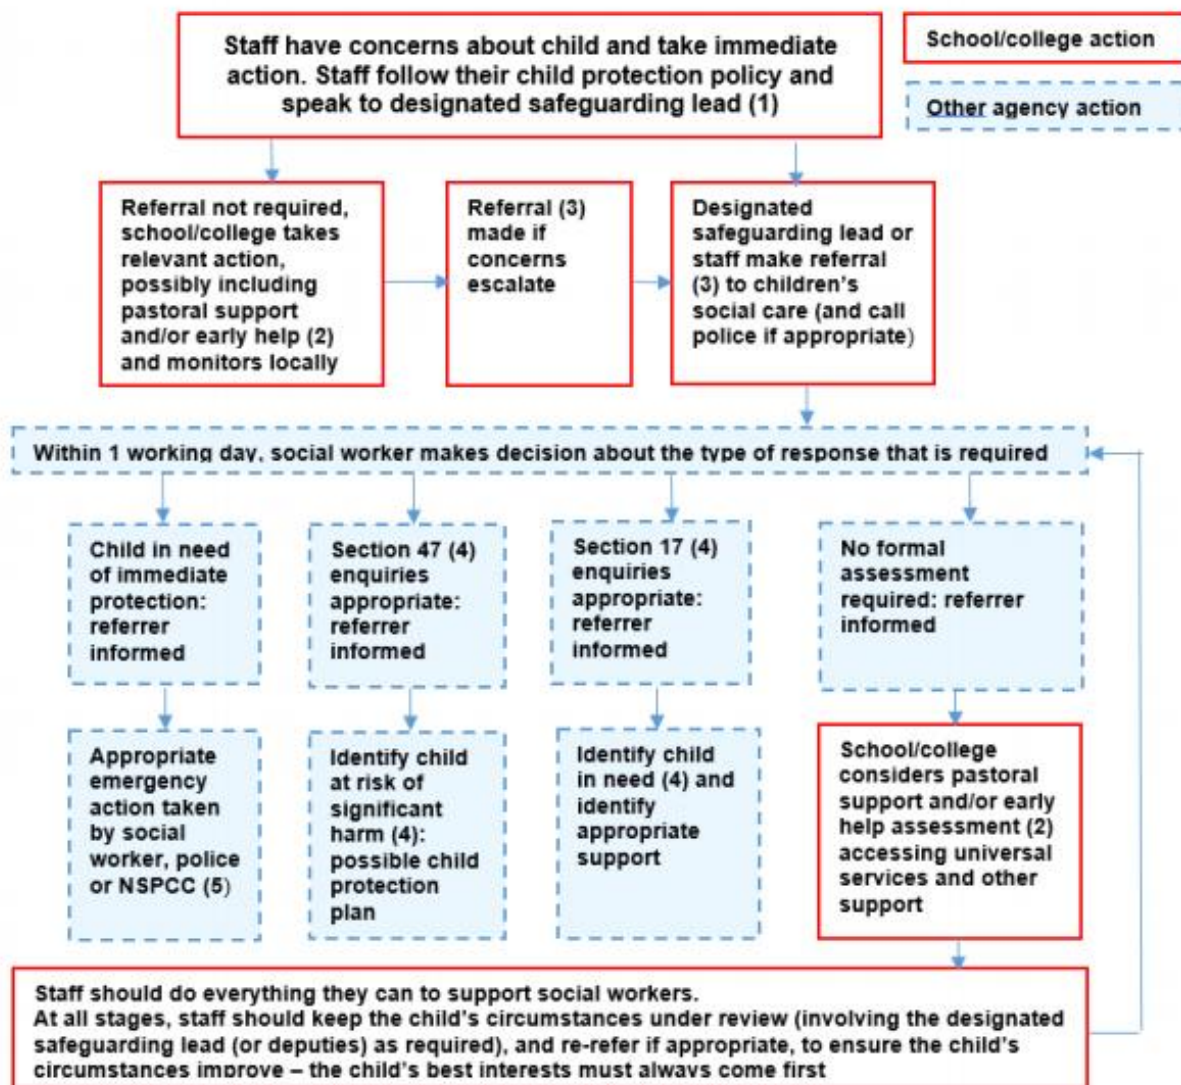 Staff have concerns about child and take immediate
action. Staff follow their child protection policy and
speak to designated safeguarding lead (1)
School/college action
Other agency action
Referral not required,
school/college takes
relevant action,
possibly including
pastoral support
and/or early help (2)
and monitors locally
Referral (3)
made if
concerns
escalate
Designated
safeguarding lead or
staff make referral
(3) to children's
social care (and call
police if appropriate)
Within 1 working day, social worker makes decision about the type of response that is required
Child in need
of immediate
protection:
referrer
informed
Section 47 (4)
enquiries
appropriate:
referrer
informed
Section 17 (4)
enquiries
appropriate:
referrer
informed
No formal
assessment
required: referrer
informed
Appropriate
emergency
action taken
by social
worker, police
or NSPCC (5)
Identify child
at risk of
significant
harm (4):
possible child
protection
plan
Identify child
in need (4) and
identify
appropriate
support
School/college
considers pastoral
support and/or early
help assessment (2)
accessing universal
services and other
support
Staff should do everything they can to support social workers.
At all stages, staff should keep the child's circumstances under review (involving the designated
safeguarding lead (or deputies) as required), and re-refer if appropriate, to ensure the child's
circumstances improve – the child's best interests must always come first